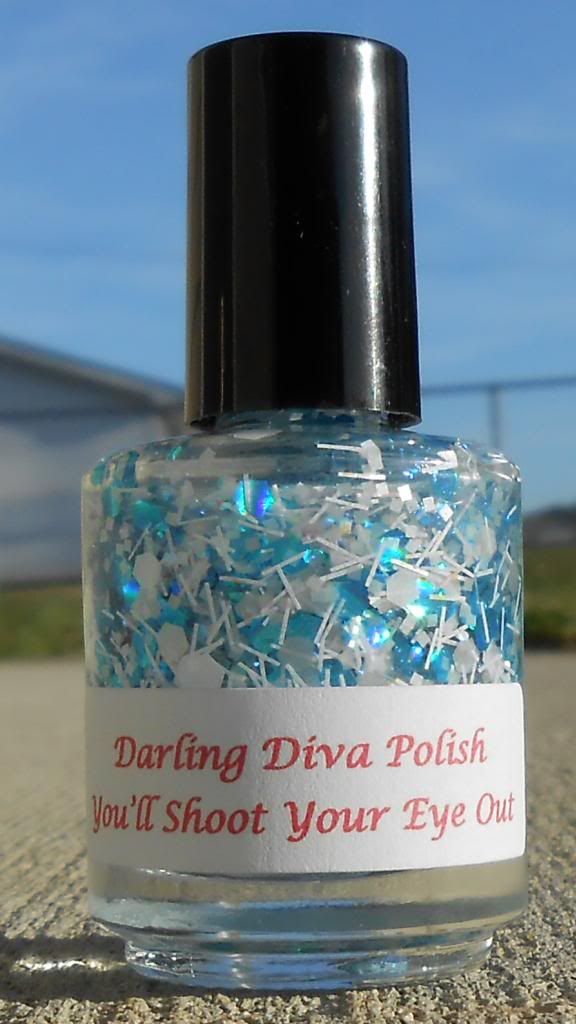 Darling Diva Polish
You'll Shoot Your Eye Out